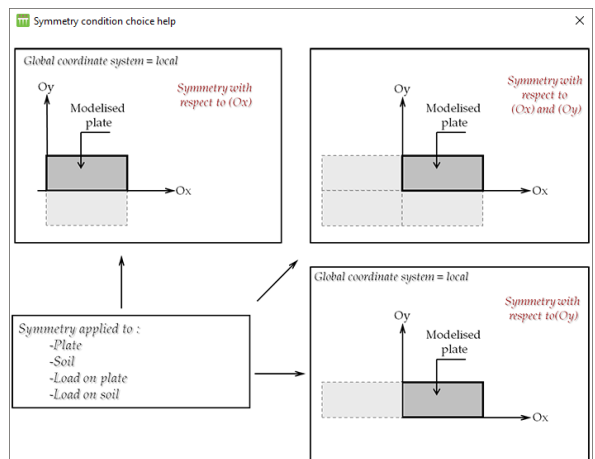 Symmetry condition choice help
Global coordinate system = local
Symmetry with
respect to (Ox)
Oy
Modelised
plate
Ox
Symmetry with
respect to
(Ox) and (Oy)
Oy
Modelised
plate
Ox
Symmetry applied to :
-Plate
-Soil
-Load on plate
-Load on soil
Global coordinate system = local
Symmetry with
respect to(Oy)
Oy
Modelised
plate
Ox